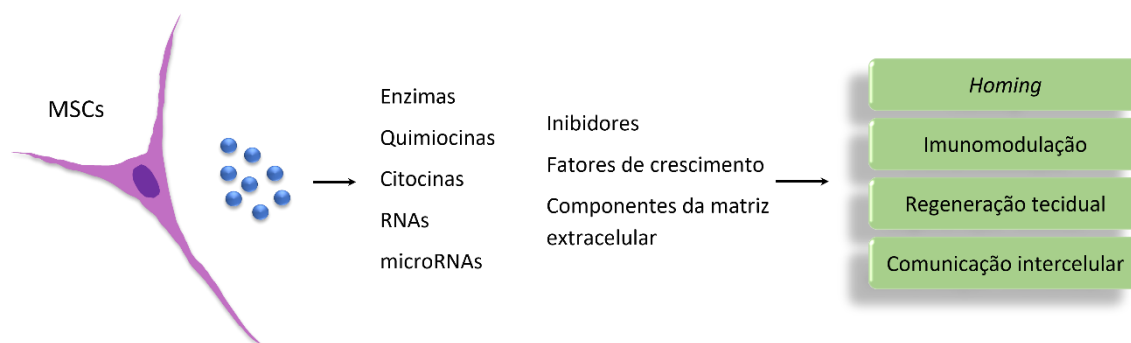 MSCs
Enzimas
Quimiocinas
Citocinas
RNAs
microRNAs
Inibidores
Fatores de crescimento
Componentes da matriz
extracelular
Homing
Imunomodulação
Regeneração tecidual
Comunicação intercelular